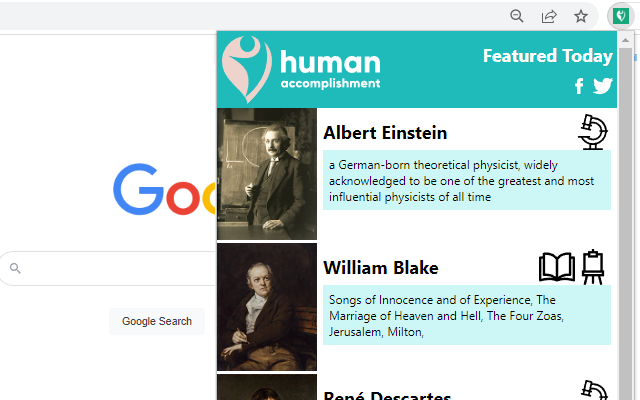 human
accomplishment
Featured Today
Albert Einstein
a German-born theoretical physicist, widely
acknowledged to be one of the greatest and most
influential physicists of all time
Goo
William Blake
Songs of Innocence and of Experience, The
Marriage of Heaven and Hell, The Four Zoas,
Jerusalem, Milton,
Google Search
René Descartes